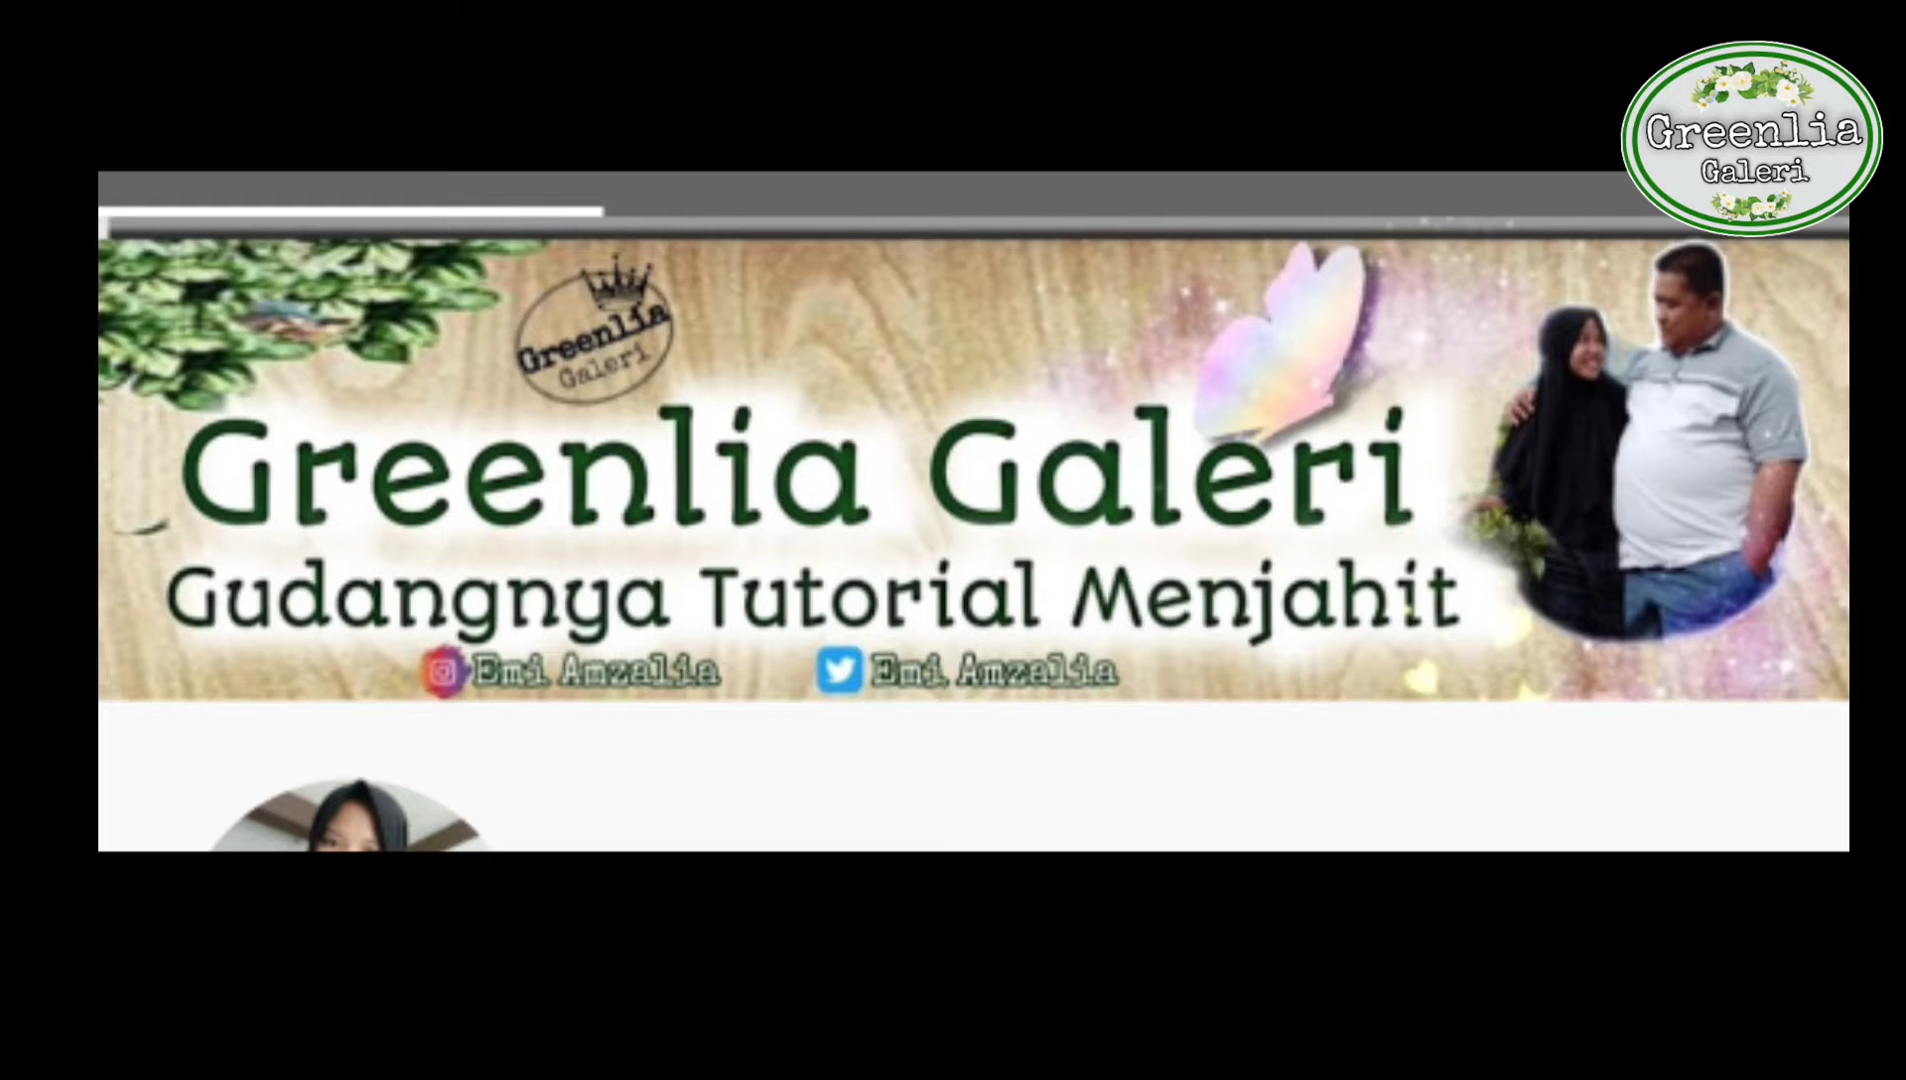 Greenlia
Galeri
Greenlia
Galeri
Greenlia Galeri
Gudangnya Tutorial Menjahit
Emi Amzalia
Emi Amzalia